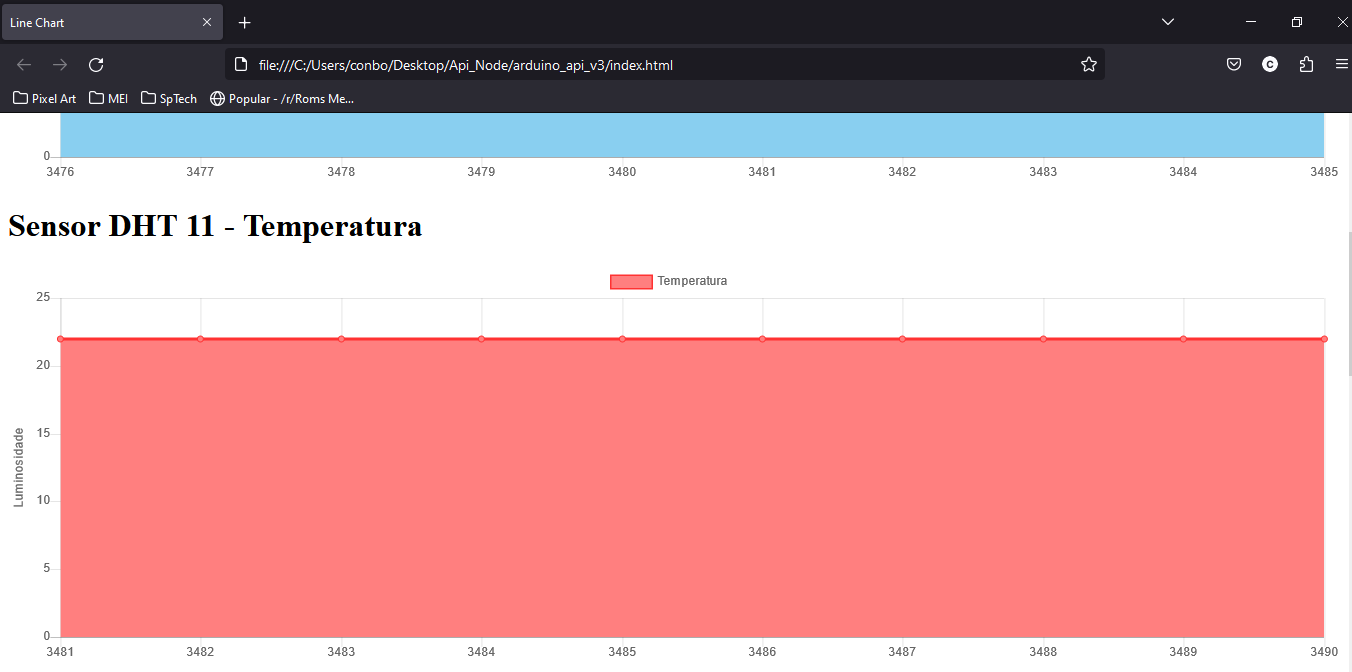 Line Chart
file:///C:/Users/conbo/Desktop/Api_Node/arduino_api_v3/index.html
C
Pixel Art MEI SpTech Popular - /r/Roms Me...
0
3476 3477 3478 3479 3480 3481 3482 3483 3484 3485
Sensor DHT 11 - Temperatura
Temperatura
25
20
15
10
5
0
Luminosidade
3481 3482 3483 3484 3485 3486 3487 3488 3489 3490